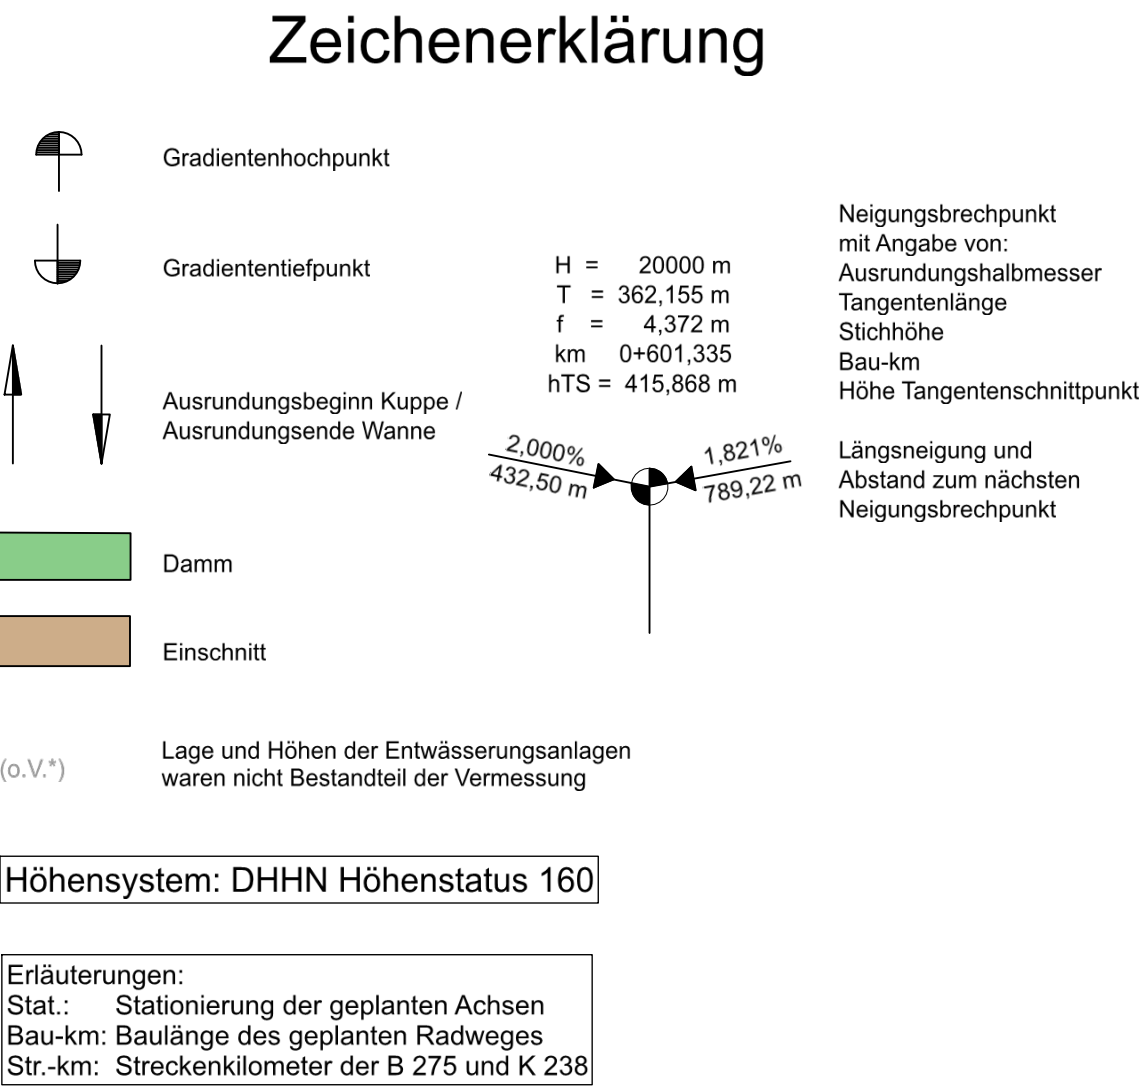 Zeichenerklärung
Gradientenhochpunkt
Gradiententiefpunkt
Ausrundungsbeginn Kuppe /
Ausrundungsende Wanne
Damm
Einschnitt
(o.V.*)
Lage und Höhen der Entwässerungsanlagen
waren nicht Bestandteil der Vermessung
H = 20000 m
T = 362,155 m
f = 4,372 m
km 0+601,335
hTS = 415,868 m
2,000%
432,50 m
1,821%
789,22 m
Neigungsbrechpunkt
mit Angabe von:
Ausrundungshalbmesser
Tangentenlänge
Stichhöhe
Bau-km
Höhe Tangentenschnittpunkt
Längsneigung und
Abstand zum nächsten
Neigungsbrechpunkt
Höhensystem: DHHN Höhenstatus 160
Erläuterungen:
Stat.: Stationierung der geplanten Achsen
Bau-km: Baulänge des geplanten Radweges
Str.-km: Streckenkilometer der B 275 und K 238